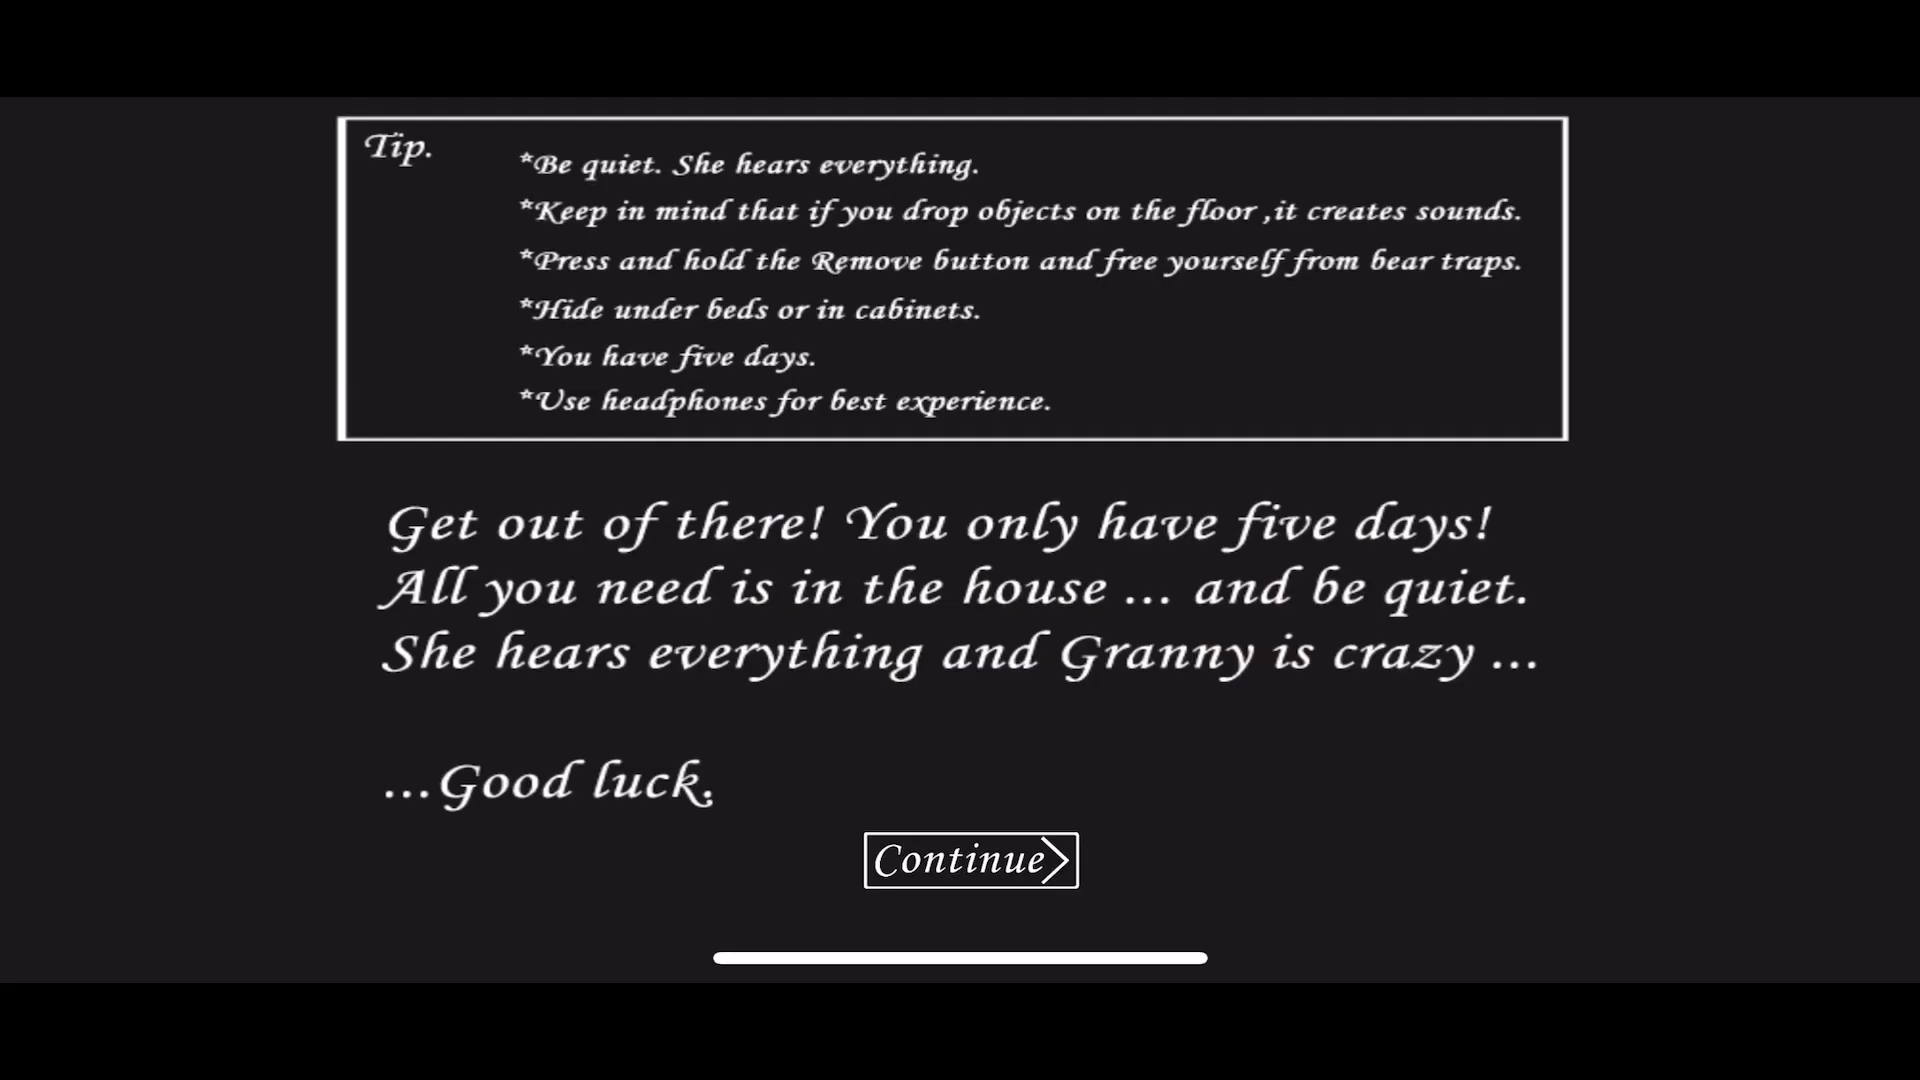 Tip.
*Be quiet. She hears everything.
*Keep in mind that if you drop objects on the floor ,it creates sounds.
*Press and hold the Remove button and free yourself from bear traps.
*Hide under beds or in cabinets.
*You have five days.
*Use headphones for best experience.
Get out of there! You only have five days!
All you need is in the house ... and be quiet.
She hears everything and Granny is crazy ...
...Good luck.
Continue>